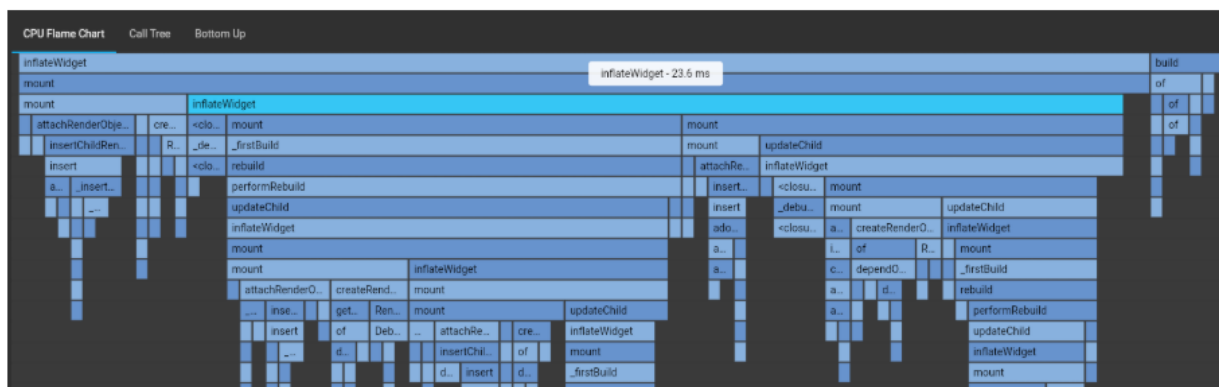 CPU Flame Chart Call Tree Bottom Up
inflateWidget build
inflateWidget - 23.6 ms
mount of
mount inflateWidget of
attachRenderObje... cre... <clo... mount mount of
insertChildRen... R... _de... _firstBuild mount updateChild
insert <clo... rebuild attachRe... inflateWidget
a... _insert... performRebuild insert... <closu... mount
_... updateChild insert _debu... mount updateChild
inflateWidget ado... <closu... a... createRenderO... inflateWidget
mount a... i... of R... mount
mount inflateWidget a... c... dependO... _firstBuild
attachRenderO... createRend... mount a... d... rebuild
_... inse... get... Ren... mount updateChild a... performRebuild
insert of Deb... ... attachRe... cre... inflateWidget updateChild
_... d... insertChil... of mount inflateWidget
d... insert d... _firstBuild mount